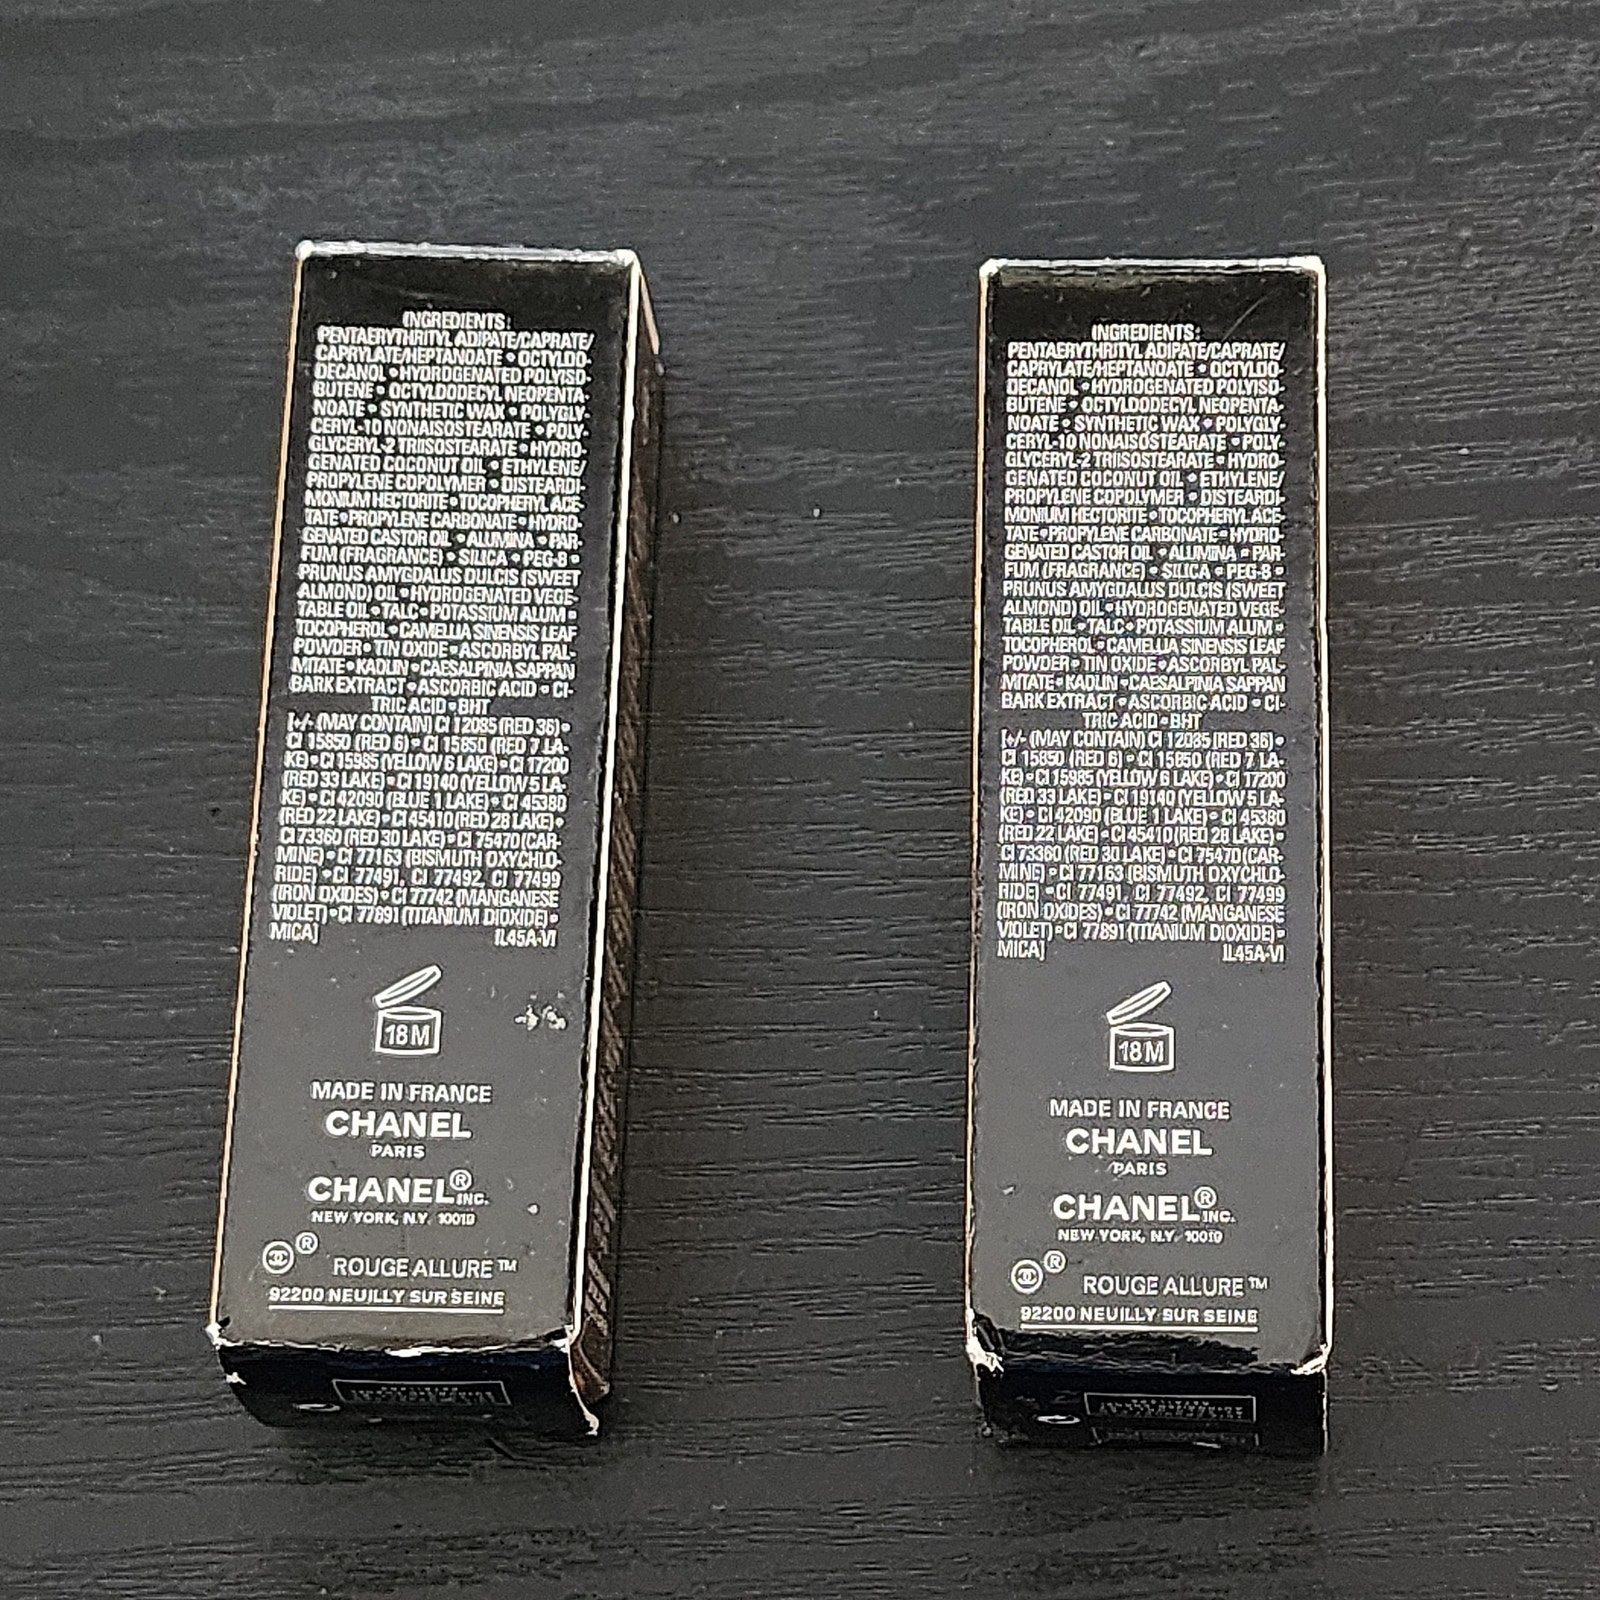 INGREDIENTS:
PENTAERYTHRITYL ADIPATE/CAPRATE/
CAPRYLATE/HEPTANOATE • OCTYLDO-
DECANOL • HYDROGENATED POLYISO-
BUTENE • OCTYLDODECYL NEOPENTA-
NOATE • SYNTHETIC WAX • POLYGLY-
CERYL-10 NONAISOSTEARATE • POLY-
GLYCERYL-2 TRIISOSTEARATE • HYDRO-
GENATED COCONUT OIL • ETHYLENE/
PROPYLENE COPOLYMER • DISTEARDI-
MONIUM HECTORITE • TOCOPHERYL ACE-
TATE • PROPYLENE CARBONATE • HYDRO-
GENATED CASTOR OIL • ALUMINA • PAR-
FUM (FRAGRANCE) • SILICA • PEG-8 •
PRUNUS AMYGDALUS DULCIS (SWEET
ALMOND) OIL • HYDROGENATED VEGE-
TABLE OIL • TALC • POTASSIUM ALUM •
TOCOPHEROL • CAMELLIA SINENSIS LEAF
POWDER • TIN OXIDE • ASCORBYL PAL-
MITATE • KAOLIN • CAESALPINIA SAPPAN
BARK EXTRACT • ASCORBIC ACID • CI-
TRIC ACID • BHT
[+/- (MAY CONTAIN) CI 12085 (RED 36) •
CI 15850 (RED 6) • CI 15850 (RED 7 LA-
KE) • CI 15985 (YELLOW 6 LAKE) • CI 17200
(RED 33 LAKE) • CI 19140 (YELLOW 5 LA-
KE) • CI 42090 (BLUE 1 LAKE) • CI 45380
(RED 22 LAKE) • CI 45410 (RED 28 LAKE) •
CI 73360 (RED 30 LAKE) • CI 75470 (CAR-
MINE) • CI 77163 (BISMUTH OXYCHLO-
RIDE) • CI 77491, CI 77492, CI 77499
(IRON OXIDES) • CI 77742 (MANGANESE
VIOLET) • CI 77891 (TITANIUM DIOXIDE) •
MICA] IL45A-VI
18M
MADE IN FRANCE
CHANEL
PARIS
CHANEL® INC.
NEW YORK, N.Y. 10019
® ROUGE ALLURE™
92200 NEUILLY SUR SEINE
INGREDIENTS:
PENTAERYTHRITYL ADIPATE/CAPRATE/
CAPRYLATE/HEPTANOATE • OCTYLDO-
DECANOL • HYDROGENATED POLYISO-
BUTENE • OCTYLDODECYL NEOPENTA-
NOATE • SYNTHETIC WAX • POLYGLY-
CERYL-10 NONAISOSTEARATE • POLY-
GLYCERYL-2 TRIISOSTEARATE • HYDRO-
GENATED COCONUT OIL • ETHYLENE/
PROPYLENE COPOLYMER • DISTEARDI-
MONIUM HECTORITE • TOCOPHERYL ACE-
TATE • PROPYLENE CARBONATE • HYDRO-
GENATED CASTOR OIL • ALUMINA • PAR-
FUM (FRAGRANCE) • SILICA • PEG-8 •
PRUNUS AMYGDALUS DULCIS (SWEET
ALMOND) OIL • HYDROGENATED VEGE-
TABLE OIL • TALC • POTASSIUM ALUM •
TOCOPHEROL • CAMELLIA SINENSIS LEAF
POWDER • TIN OXIDE • ASCORBYL PAL-
MITATE • KAOLIN • CAESALPINIA SAPPAN
BARK EXTRACT • ASCORBIC ACID • CI-
TRIC ACID • BHT
[+/- (MAY CONTAIN) CI 12085 (RED 36) •
CI 15850 (RED 6) • CI 15850 (RED 7 LA-
KE) • CI 15985 (YELLOW 6 LAKE) • CI 17200
(RED 33 LAKE) • CI 19140 (YELLOW 5 LA-
KE) • CI 42090 (BLUE 1 LAKE) • CI 45380
(RED 22 LAKE) • CI 45410 (RED 28 LAKE) •
CI 73360 (RED 30 LAKE) • CI 75470 (CAR-
MINE) • CI 77163 (BISMUTH OXYCHLO-
RIDE) • CI 77491, CI 77492, CI 77499
(IRON OXIDES) • CI 77742 (MANGANESE
VIOLET) • CI 77891 (TITANIUM DIOXIDE) •
MICA] IL45A-VI
18M
MADE IN FRANCE
CHANEL
PARIS
CHANEL® INC.
NEW YORK, N.Y. 10019
® ROUGE ALLURE™
92200 NEUILLY SUR SEINE